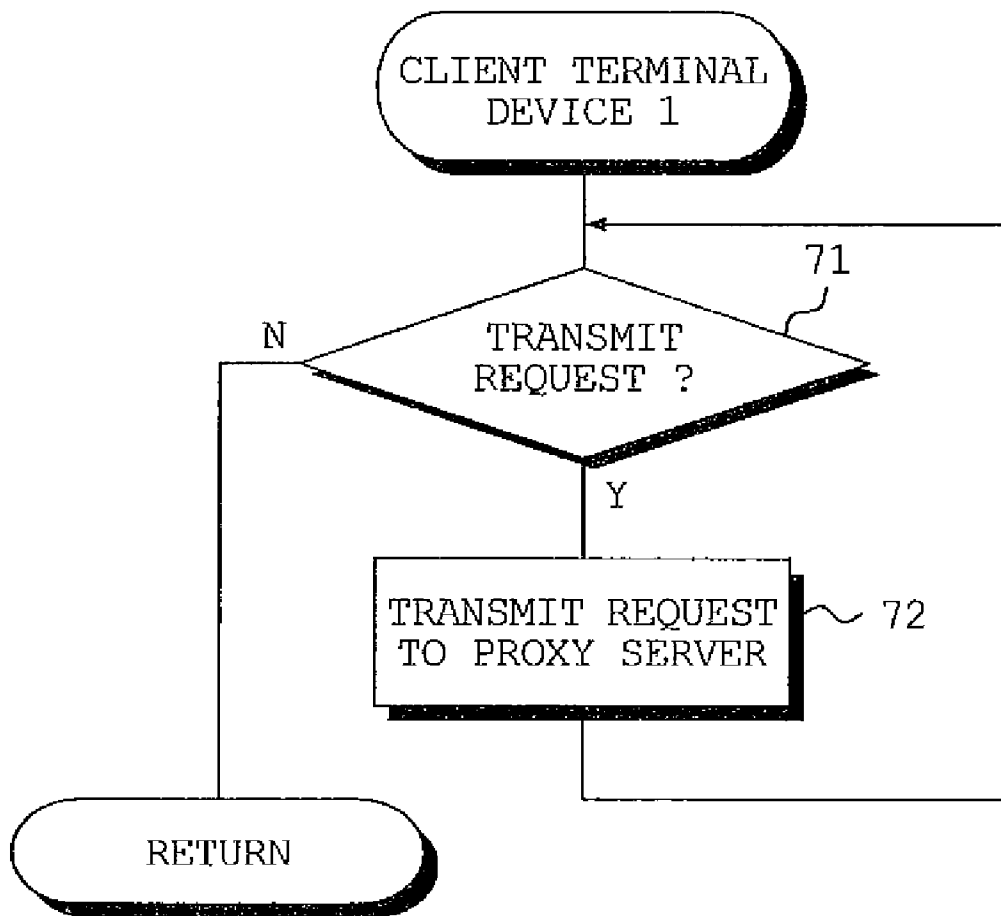 CLIENT TERMINAL
DEVICE 1
71
N
TRANSMIT
REQUEST ?
Y
TRANSMIT REQUEST
TO PROXY SERVER
72
RETURN